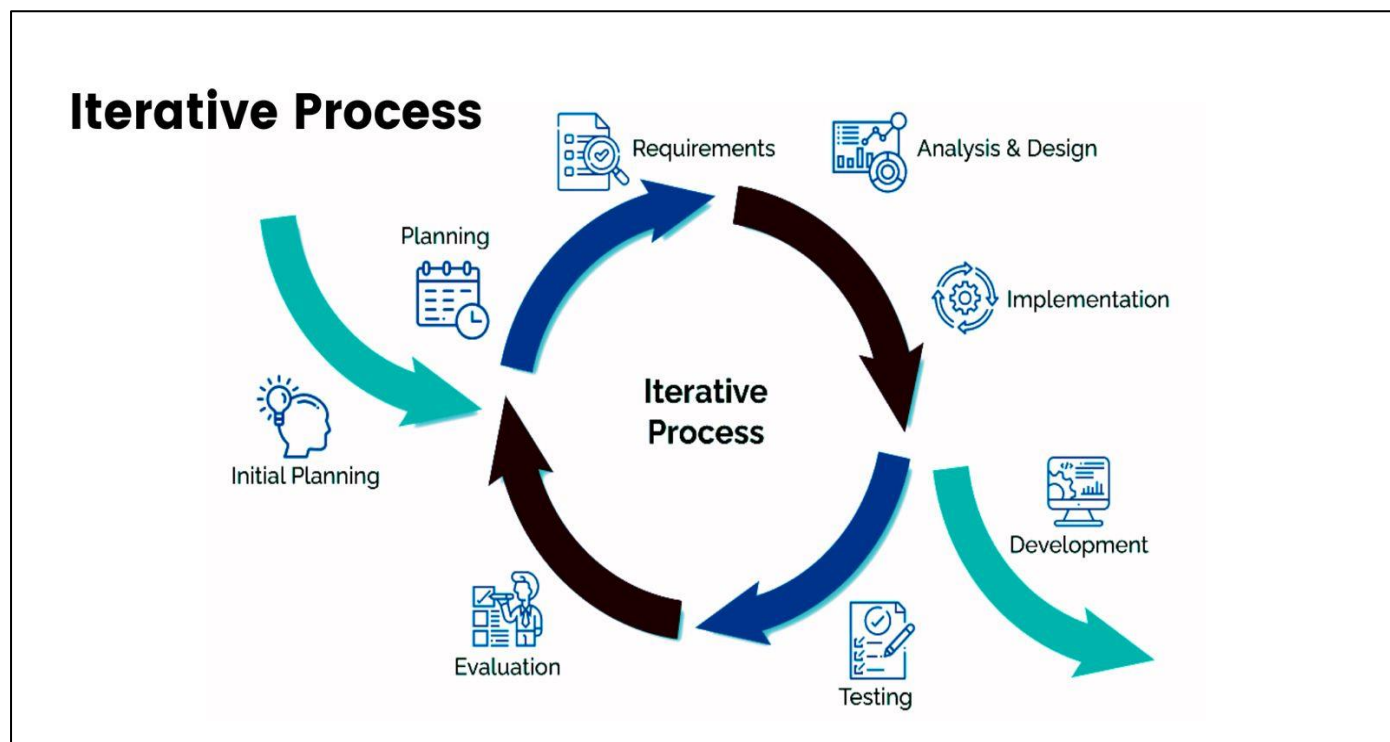 Iterative Process
Requirements
Analysis & Design
Planning
Implementation
Iterative
Process
Initial Planning
Development
Evaluation
Testing